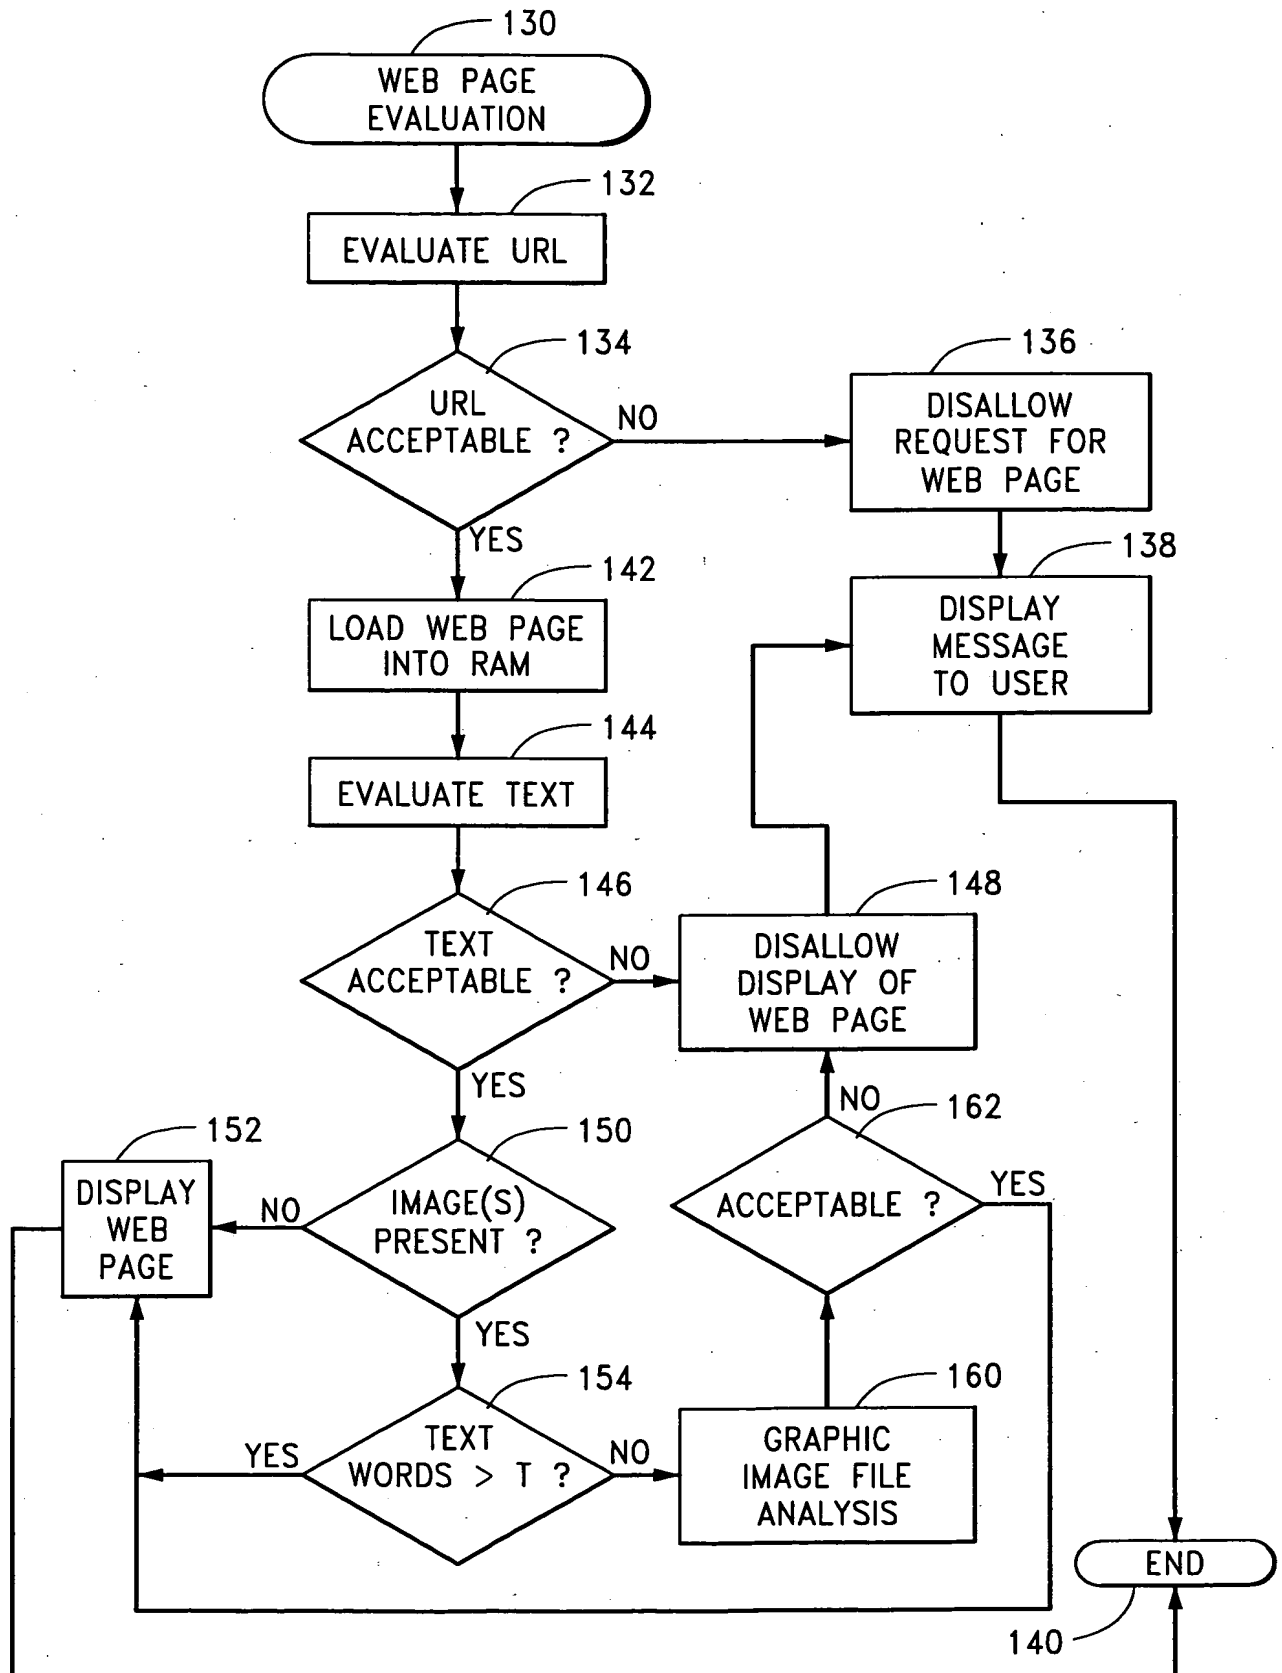 130
WEB PAGE
EVALUATION
132
EVALUATE URL
134
URL
ACCEPTABLE ?
NO
YES
136
DISALLOW
REQUEST FOR
WEB PAGE
138
DISPLAY
MESSAGE
TO USER
142
LOAD WEB PAGE
INTO RAM
144
EVALUATE TEXT
146
TEXT
ACCEPTABLE ?
NO
YES
148
DISALLOW
DISPLAY OF
WEB PAGE
150
IMAGE(S)
PRESENT ?
NO
YES
152
DISPLAY
WEB
PAGE
162
ACCEPTABLE ?
NO
YES
154
TEXT
WORDS > T ?
YES
NO
160
GRAPHIC
IMAGE FILE
ANALYSIS
END
140